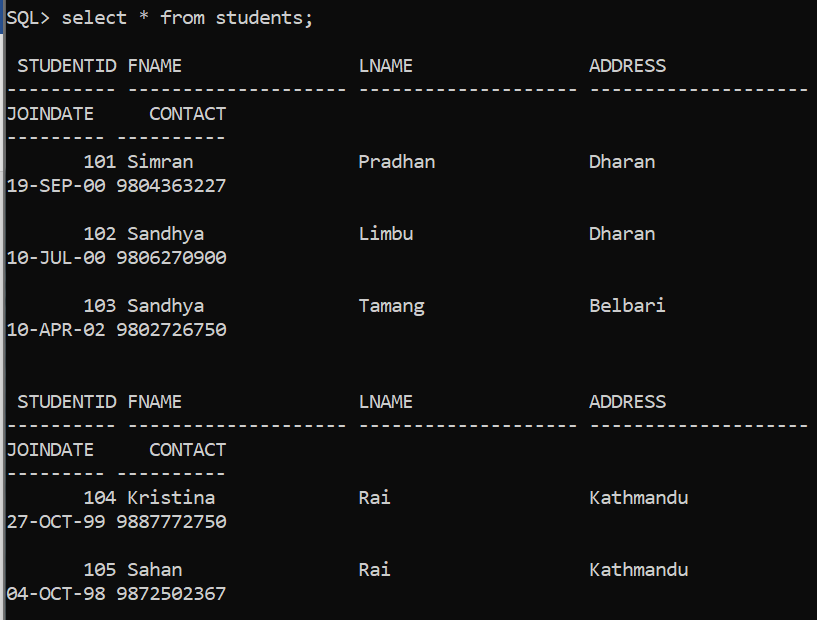 SQL> select * from students;
 STUDENTID FNAME                LNAME                ADDRESS
---------- -------------------- -------------------- --------------------
JOINDATE     CONTACT
--------- ----------
       101 Simran               Pradhan              Dharan
19-SEP-00 9804363227
       102 Sandhya              Limbu                Dharan
10-JUL-00 9806270900
       103 Sandhya              Tamang               Belbari
10-APR-02 9802726750
 STUDENTID FNAME                LNAME                ADDRESS
---------- -------------------- -------------------- --------------------
JOINDATE     CONTACT
--------- ----------
       104 Kristina             Rai                  Kathmandu
27-OCT-99 9887772750
       105 Sahan                Rai                  Kathmandu
04-OCT-98 9872502367